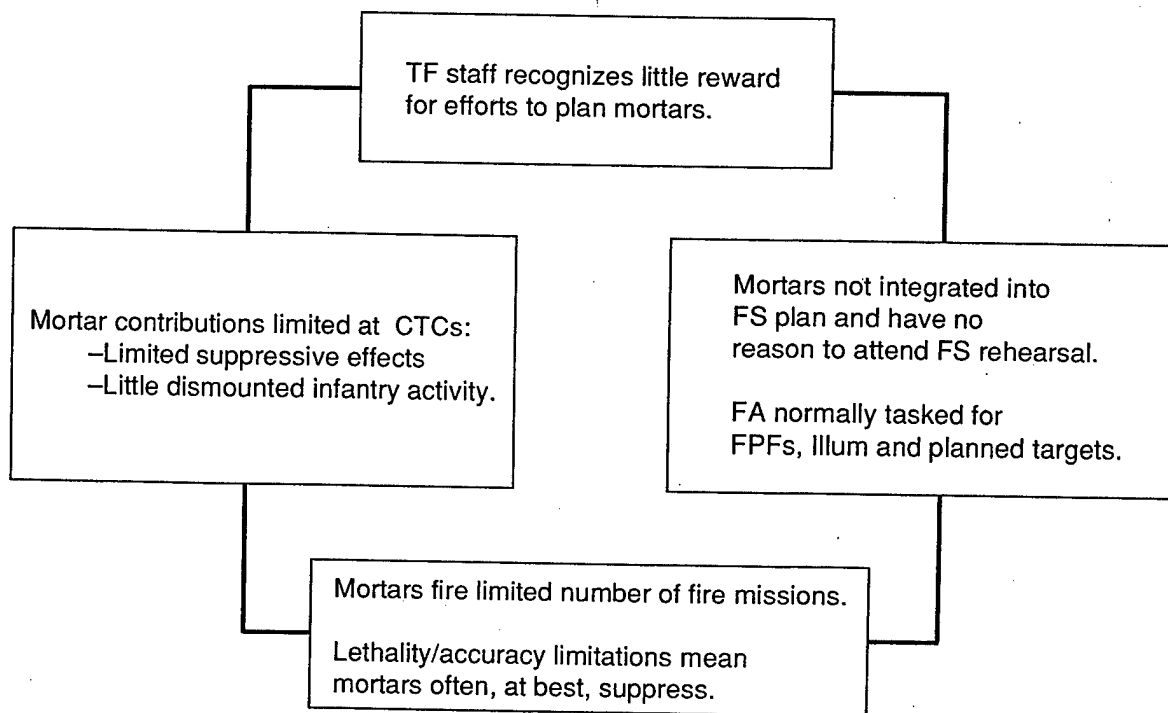 TF staff recognizes little reward
for efforts to plan mortars.
Mortar contributions limited at CTCs:
–Limited suppressive effects
–Little dismounted infantry activity.
Mortars not integrated into
FS plan and have no
reason to attend FS rehearsal.
FA normally tasked for
FPFs, Illum and planned targets.
Mortars fire limited number of fire missions.
Lethality/accuracy limitations mean
mortars often, at best, suppress.